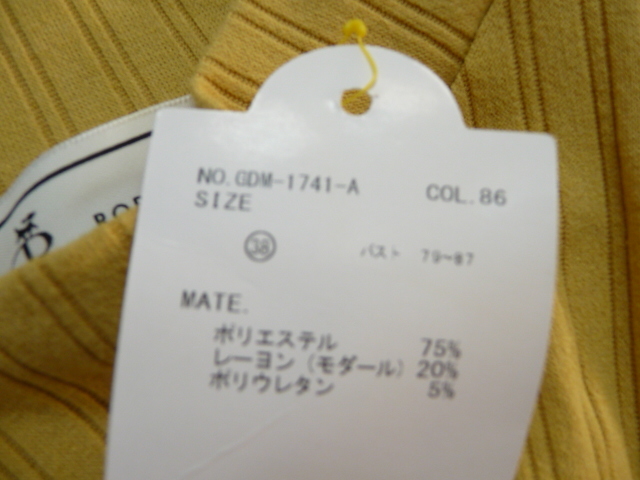 NO.GDM-1741-A COL.86
SIZE
㊳ バスト 79~87
MATE.
ポリエステル 75%
レーヨン (モダール) 20%
ポリウレタン 5%